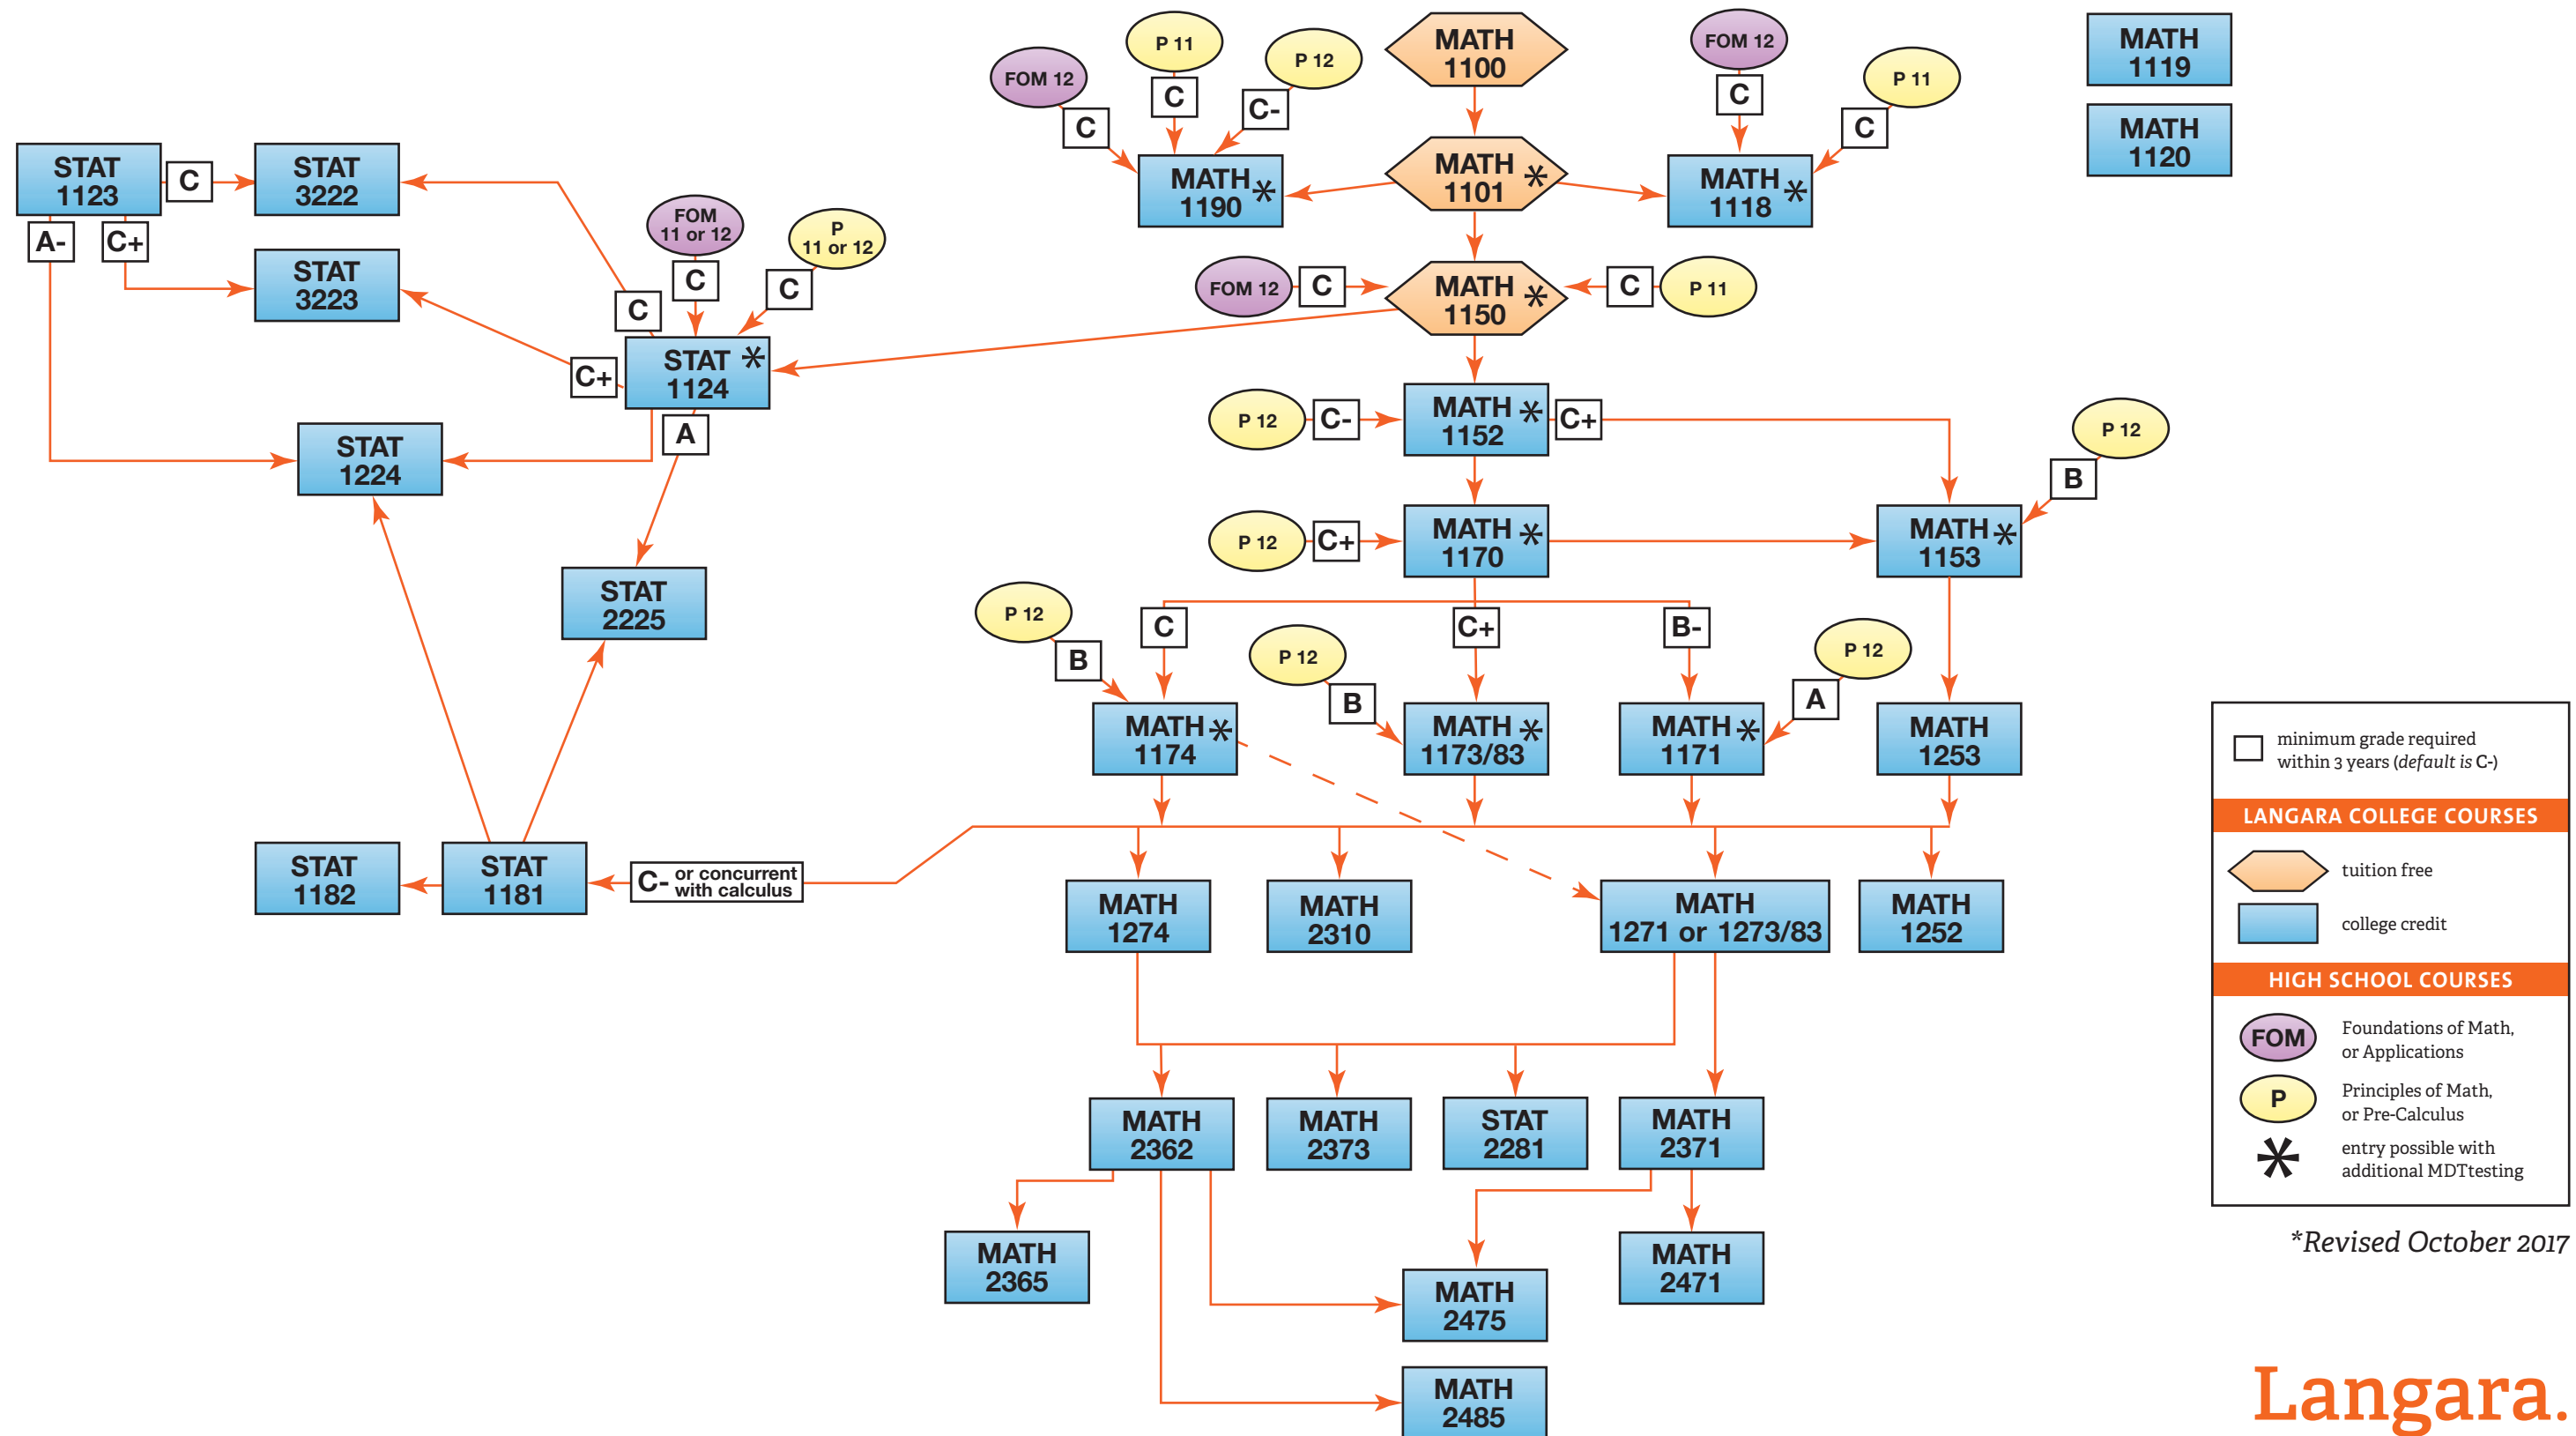 MATH
1100
MATH
1119
MATH
1120
FOM 12
P 11
P 12
C
C
C-
FOM 12
P 11
C
C
MATH
1190 *
MATH
1101 *
MATH
1118 *
STAT
1123
C
STAT
3222
A-
C+
STAT
3223
FOM
11 or 12
P
11 or 12
C
C
C
C+
STAT *
1124
A
FOM 12
C
MATH
1150 *
C
P 11
STAT
1224
STAT
2225
P 12
C-
MATH
1152 *
C+
P 12
B
P 12
C+
MATH
1170 *
MATH
1153 *
P 12
B
C
P 12
B
C+
B-
P 12
A
MATH
1174 *
MATH
1173/83 *
MATH
1171 *
MATH
1253
STAT
1182
STAT
1181
C- or concurrent
with calculus
MATH
1274
MATH
2310
MATH
1271 or 1273/83
MATH
1252
MATH
2362
MATH
2373
STAT
2281
MATH
2371
MATH
2365
MATH
2475
MATH
2471
MATH
2485
minimum grade required
within 3 years (default is C-)
LANGARA COLLEGE COURSES
tuition free
college credit
HIGH SCHOOL COURSES
FOM
Foundations of Math,
or Applications
P
Principles of Math,
or Pre-Calculus
*
entry possible with
additional MDTtesting
*Revised October 2017
Langara.